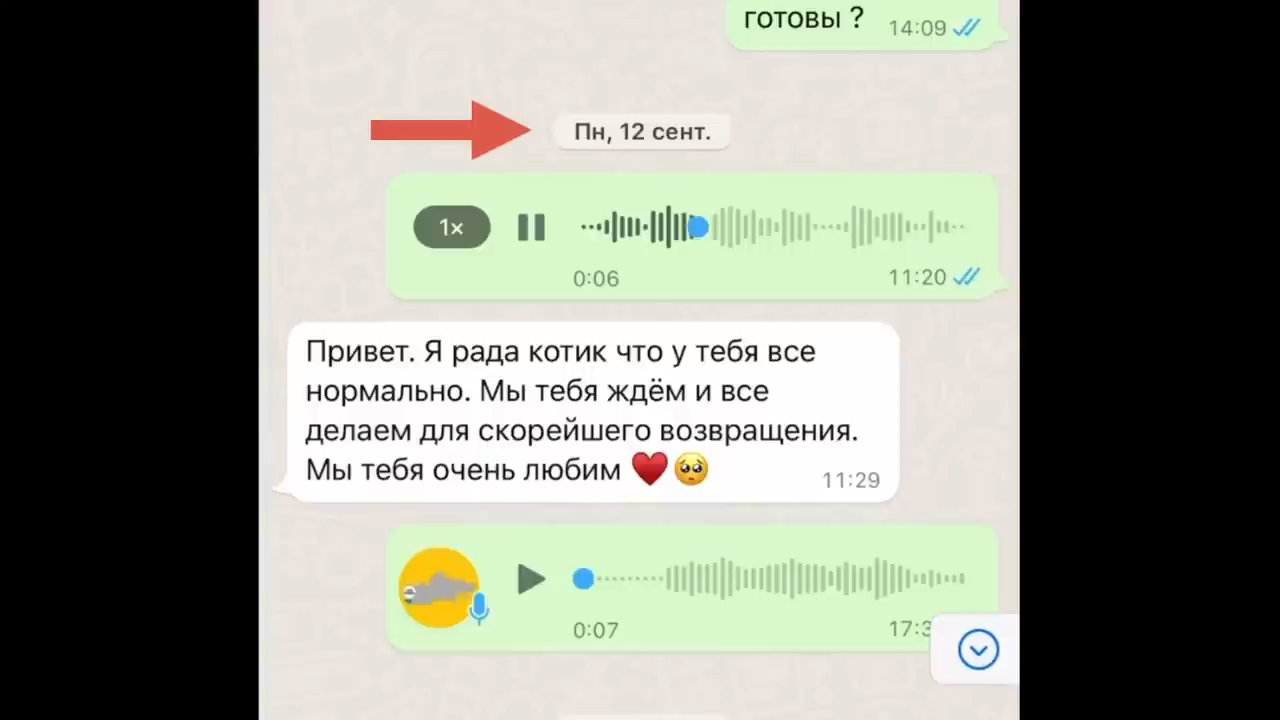 готовы ?
14:09
Пн, 12 сент.
1×
0:06
11:20
Привет. Я рада котик что у тебя все
нормально. Мы тебя ждём и все
делаем для скорейшего возвращения.
Мы тебя очень любим ♥️🥺
11:29
0:07